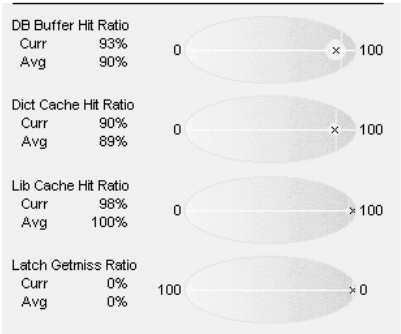 DB Buffer Hit Ratio
Curr 93%
Avg 90%
0 × 100
Dict Cache Hit Ratio
Curr 90%
Avg 89%
0 × 100
Lib Cache Hit Ratio
Curr 98%
Avg 100%
0 × 100
Latch Getmiss Ratio
Curr 0%
Avg 0%
100 × 0